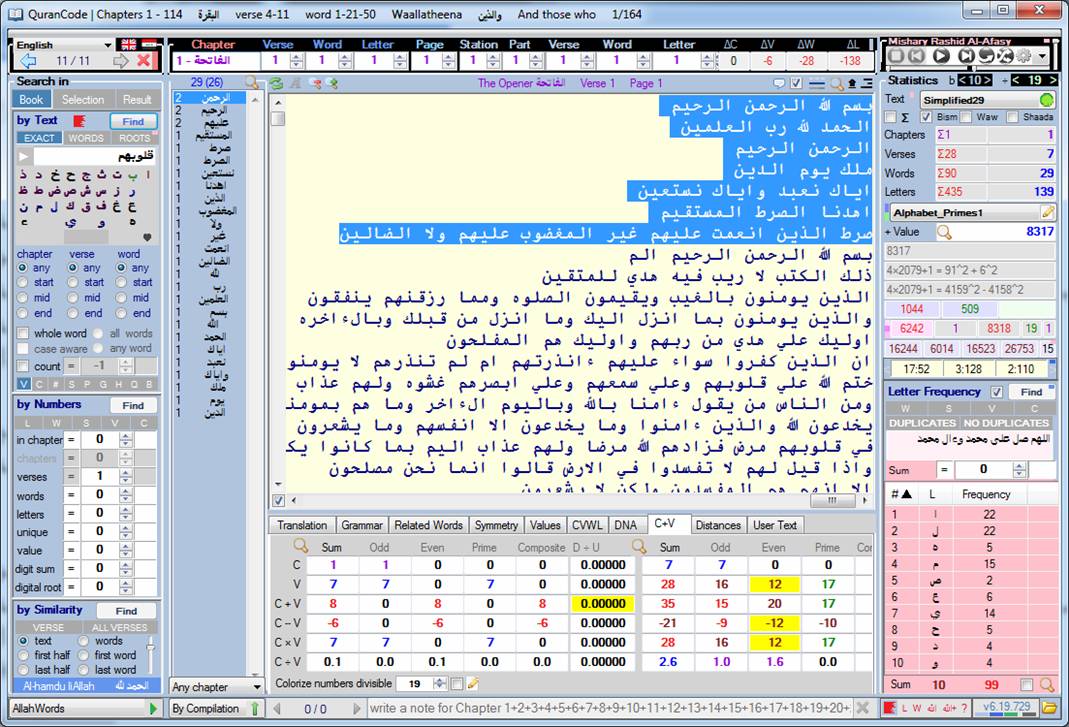 QuranCode | Chapters 1 - 114 البقرة verse 4-11 word 1-21-50 Waallatheena والذين And those who 1/164
English
11 / 11
Chapter Verse Word Letter Page Station Part Verse Word Letter ΔC ΔV ΔW ΔL
1 - الفاتحة 1 1 1 1 1 1 1 1 1 0 -6 -28 -138
Mishary Rashid Al-Afasy
Search in
Book Selection Result
by Text Find
EXACT WORDS ROOTS
قلوبهم
ا ب ت ث ج ح خ د ذ
chapter verse word
any any any
start start start
mid mid mid
end end end
whole word all words
case aware any word
count = -1
V C # S P G H Q B
by Numbers Find
L W S V C
in chapter = 0
chapters = 0
verses = 1
words = 0
letters = 0
unique = 0
value = 0
digit sum = 0
digital root = 0
by Similarity Find
VERSE ALL VERSES
text words
first half first word
last half last word
Al-hamdu liAllah الحمد لله
AllahWords
29 (26)
2 الرحمن
2 الرحيم
2 عليهم
1 المستقيم
1 صرط
1 الصرط
1 نستعين
1 اهدنا
1 الذين
1 المغضوب
1 ولا
1 غير
1 انعمت
1 الضالين
1 لله
1 رب
1 العلمين
1 بسم
1 الله
1 الحمد
1 اياك
1 نعبد
1 واياك
1 ملك
1 يوم
1 الدين
Any chapter
By Compilation
The Opener الفاتحة Verse 1 Page 1
بسم الله الرحمن الرحيم
الحمد لله رب العلمين
الرحمن الرحيم
ملك يوم الدين
اياك نعبد واياك نستعين
اهدنا الصرط المستقيم
صرط الذين انعمت عليهم غير المغضوب عليهم ولا الضالين
بسم الله الرحمن الرحيم الم
ذلك الكتب لا ريب فيه هدي للمتقين
الذين يومنون بالغيب ويقيمون الصلوه ومما رزقنهم ينفقون
والذين يومنون بما انزل اليك وما انزل من قبلك وبالءاخره
اوليك علي هدي من ربهم واوليك هم المفلحون
ان الذين كفروا سواء عليهم ءانذرتهم ام لم تنذرهم لا يومنو
ختم الله علي قلوبهم وعلي سمعهم وعلي ابصرهم غشوه ولهم عذاب
ومن الناس من يقول ءامنا بالله وباليوم الءاخر وما هم بمومنـ
يخدعون الله والذين ءامنوا وما يخدعون الا انفسهم وما يشعرون
في قلوبهم مرض فزادهم الله مرضا ولهم عذاب اليم بما كانوا يكـ
واذا قيل لهم لا تفسدوا في الارض قالوا انما نحن مصلحون
الا انهم هم المفسدون ولكن لا يشعرون
Translation Grammar Related Words Symmetry Values CVWL DNA C+V Distances User Text
Sum Odd Even Prime Composite D ÷ U Sum Odd Even Prime Cor
C 1 1 0 0 0 0.00000 7 7 0 0
V 7 7 0 7 0 0.00000 28 16 12 17
C + V 8 0 8 0 8 0.00000 35 15 20 17
C − V -6 0 -6 0 -6 0.00000 -21 -9 -12 -10
C × V 7 7 0 7 0 0.00000 28 16 12 17
C ÷ V 0.1 0.0 0.1 0.0 0.0 0.00000 2.6 1.0 1.6 0.0
Colorize numbers divisible 19
0 / 0 write a note for Chapter 1+2+3+4+5+6+7+8+9+10+11+12+13+14+15+16+17+18+19+20+
Statistics b < 10 > ÷ < 19 >
Text Simplified29
Σ Bism Waw Shaada
Chapters Σ1 1
Verses Σ28 7
Words Σ90 29
Letters Σ435 139
Alphabet_Primes1
+ Value 8317
8317
4×2079+1 = 91^2 + 6^2
4×2079+1 = 4159^2 - 4158^2
1044 509
6242 1 8318 19 1
16244 6014 16523 26753 15
17:52 3:128 2:110
Letter Frequency Find
W S V C
DUPLICATES NO DUPLICATES
اللهم صل على محمد وءال محمد
Sum = 0
# L Frequency
1 ا 22
2 ل 22
3 ه 5
4 م 15
5 ص 2
6 ع 6
7 ي 14
8 ح 5
9 د 4
10 و 4
Sum 10 99
L W
v6.19.729